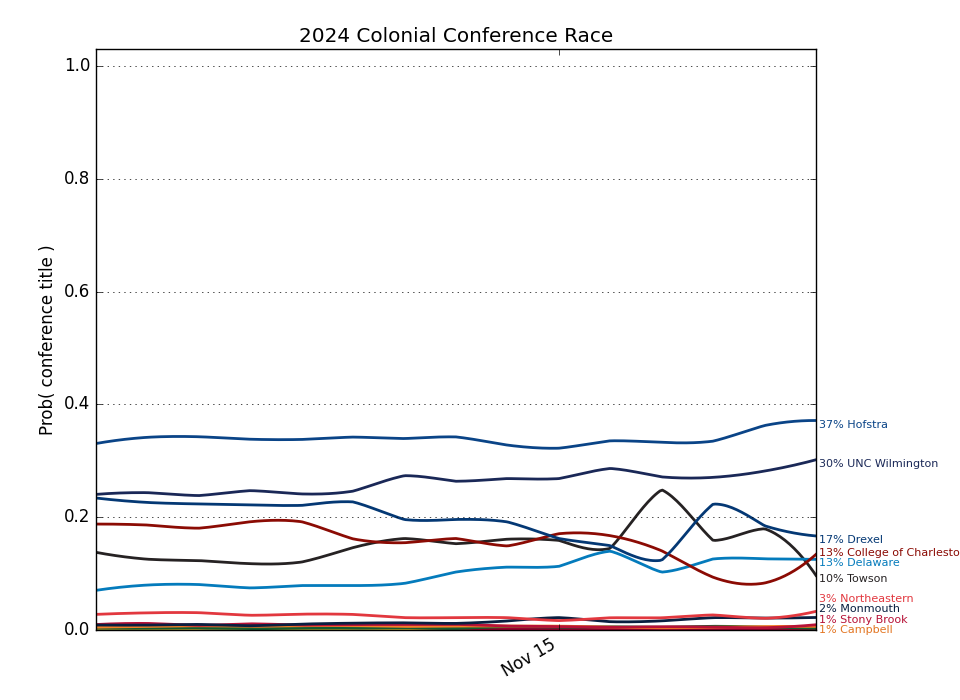 2024 Colonial Conference Race
Prob( conference title )
1.0
0.8
0.6
0.4
0.2
0.0
Nov 15
37% Hofstra
30% UNC Wilmington
17% Drexel
13% College of Charlesto
13% Delaware
10% Towson
3% Northeastern
2% Monmouth
1% Stony Brook
1% Campbell